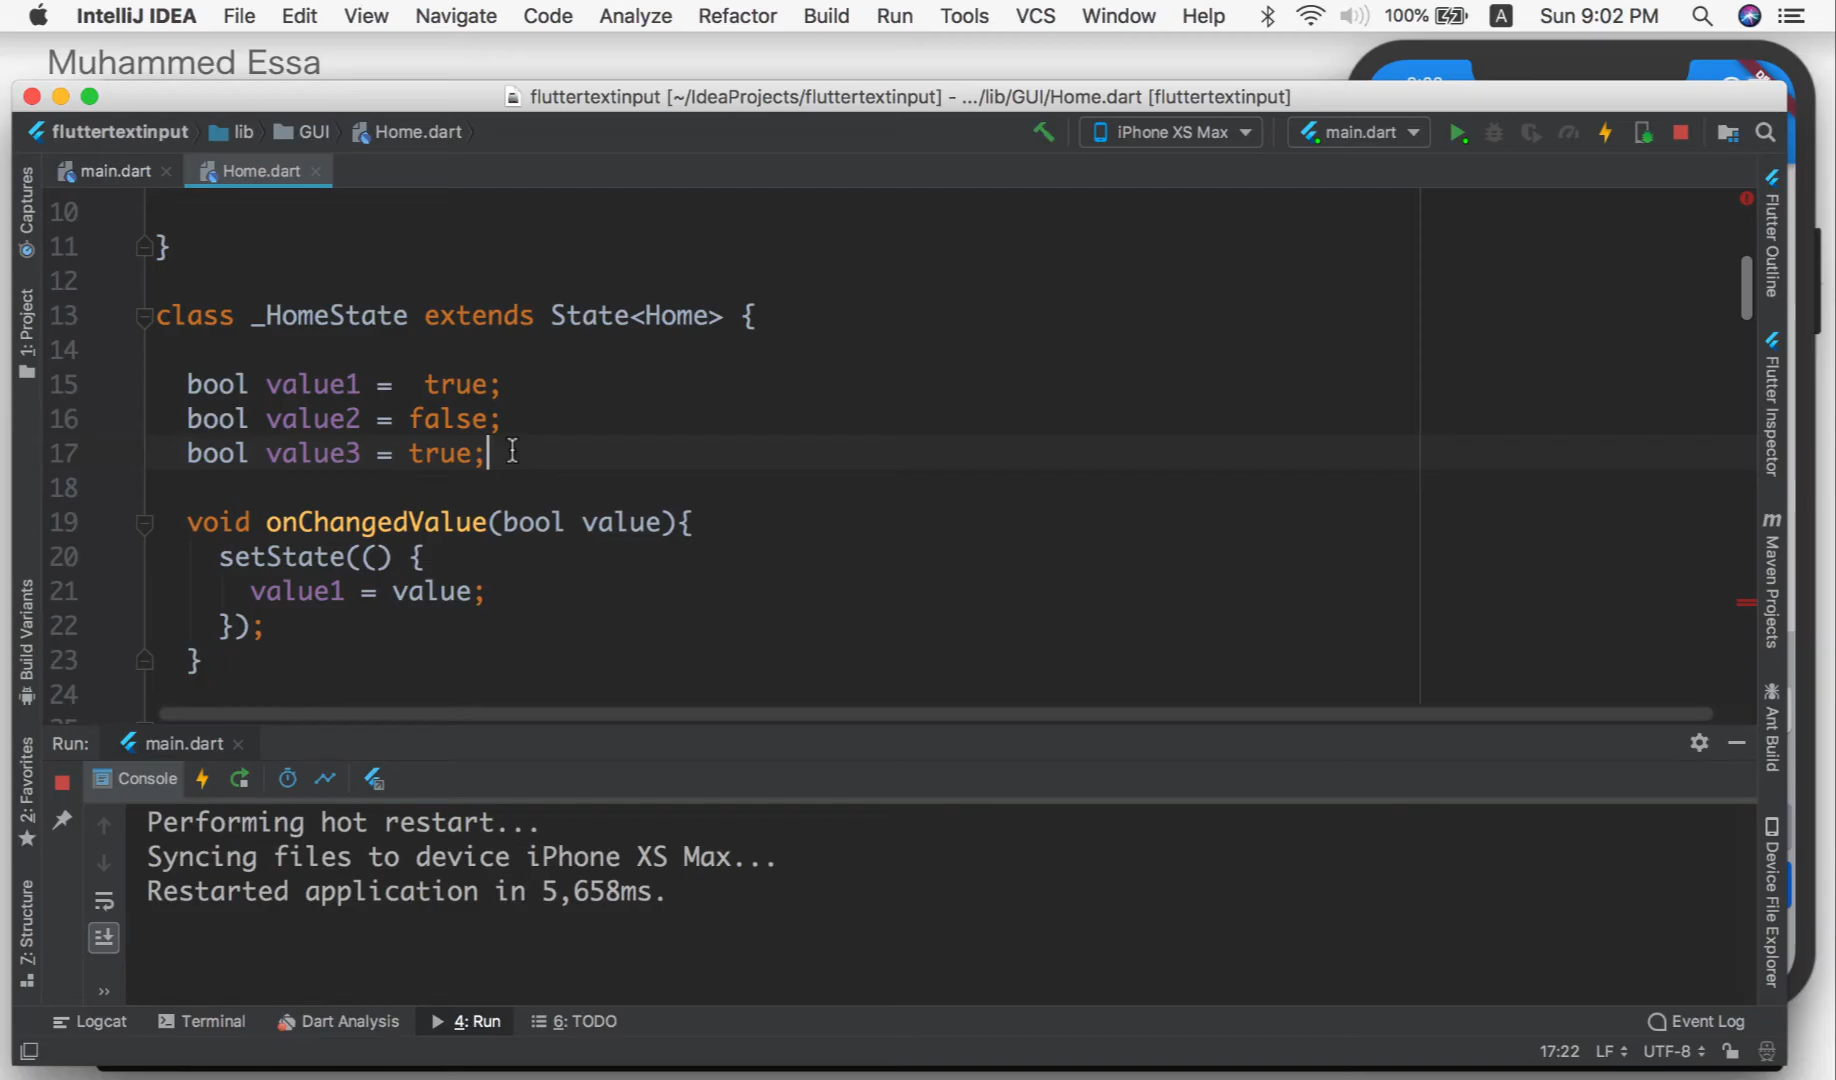 IntelliJ IDEA File Edit View Navigate Code Analyze Refactor Build Run Tools VCS Window Help 100% A Sun 9:02 PM
Muhammed Essa
fluttertextinput [~/IdeaProjects/fluttertextinput] - .../lib/GUI/Home.dart [fluttertextinput]
fluttertextinput lib GUI Home.dart iPhone XS Max main.dart
main.dart Home.dart
10
11 }
12
13 class _HomeState extends State<Home> {
14
15 bool value1 =  true;
16 bool value2 = false;
17 bool value3 = true;
18
19 void onChangedValue(bool value){
20 setState(() {
21 value1 = value;
22 });
23 }
24
Captures
1: Project
Build Variants
2: Favorites
7: Structure
Flutter Outline
Flutter Inspector
m Maven Projects
Ant Build
Device File Explorer
Run: main.dart
Console
Performing hot restart...
Syncing files to device iPhone XS Max...
Restarted application in 5,658ms.
»
Logcat Terminal Dart Analysis 4: Run 6: TODO Event Log
17:22 LF UTF-8